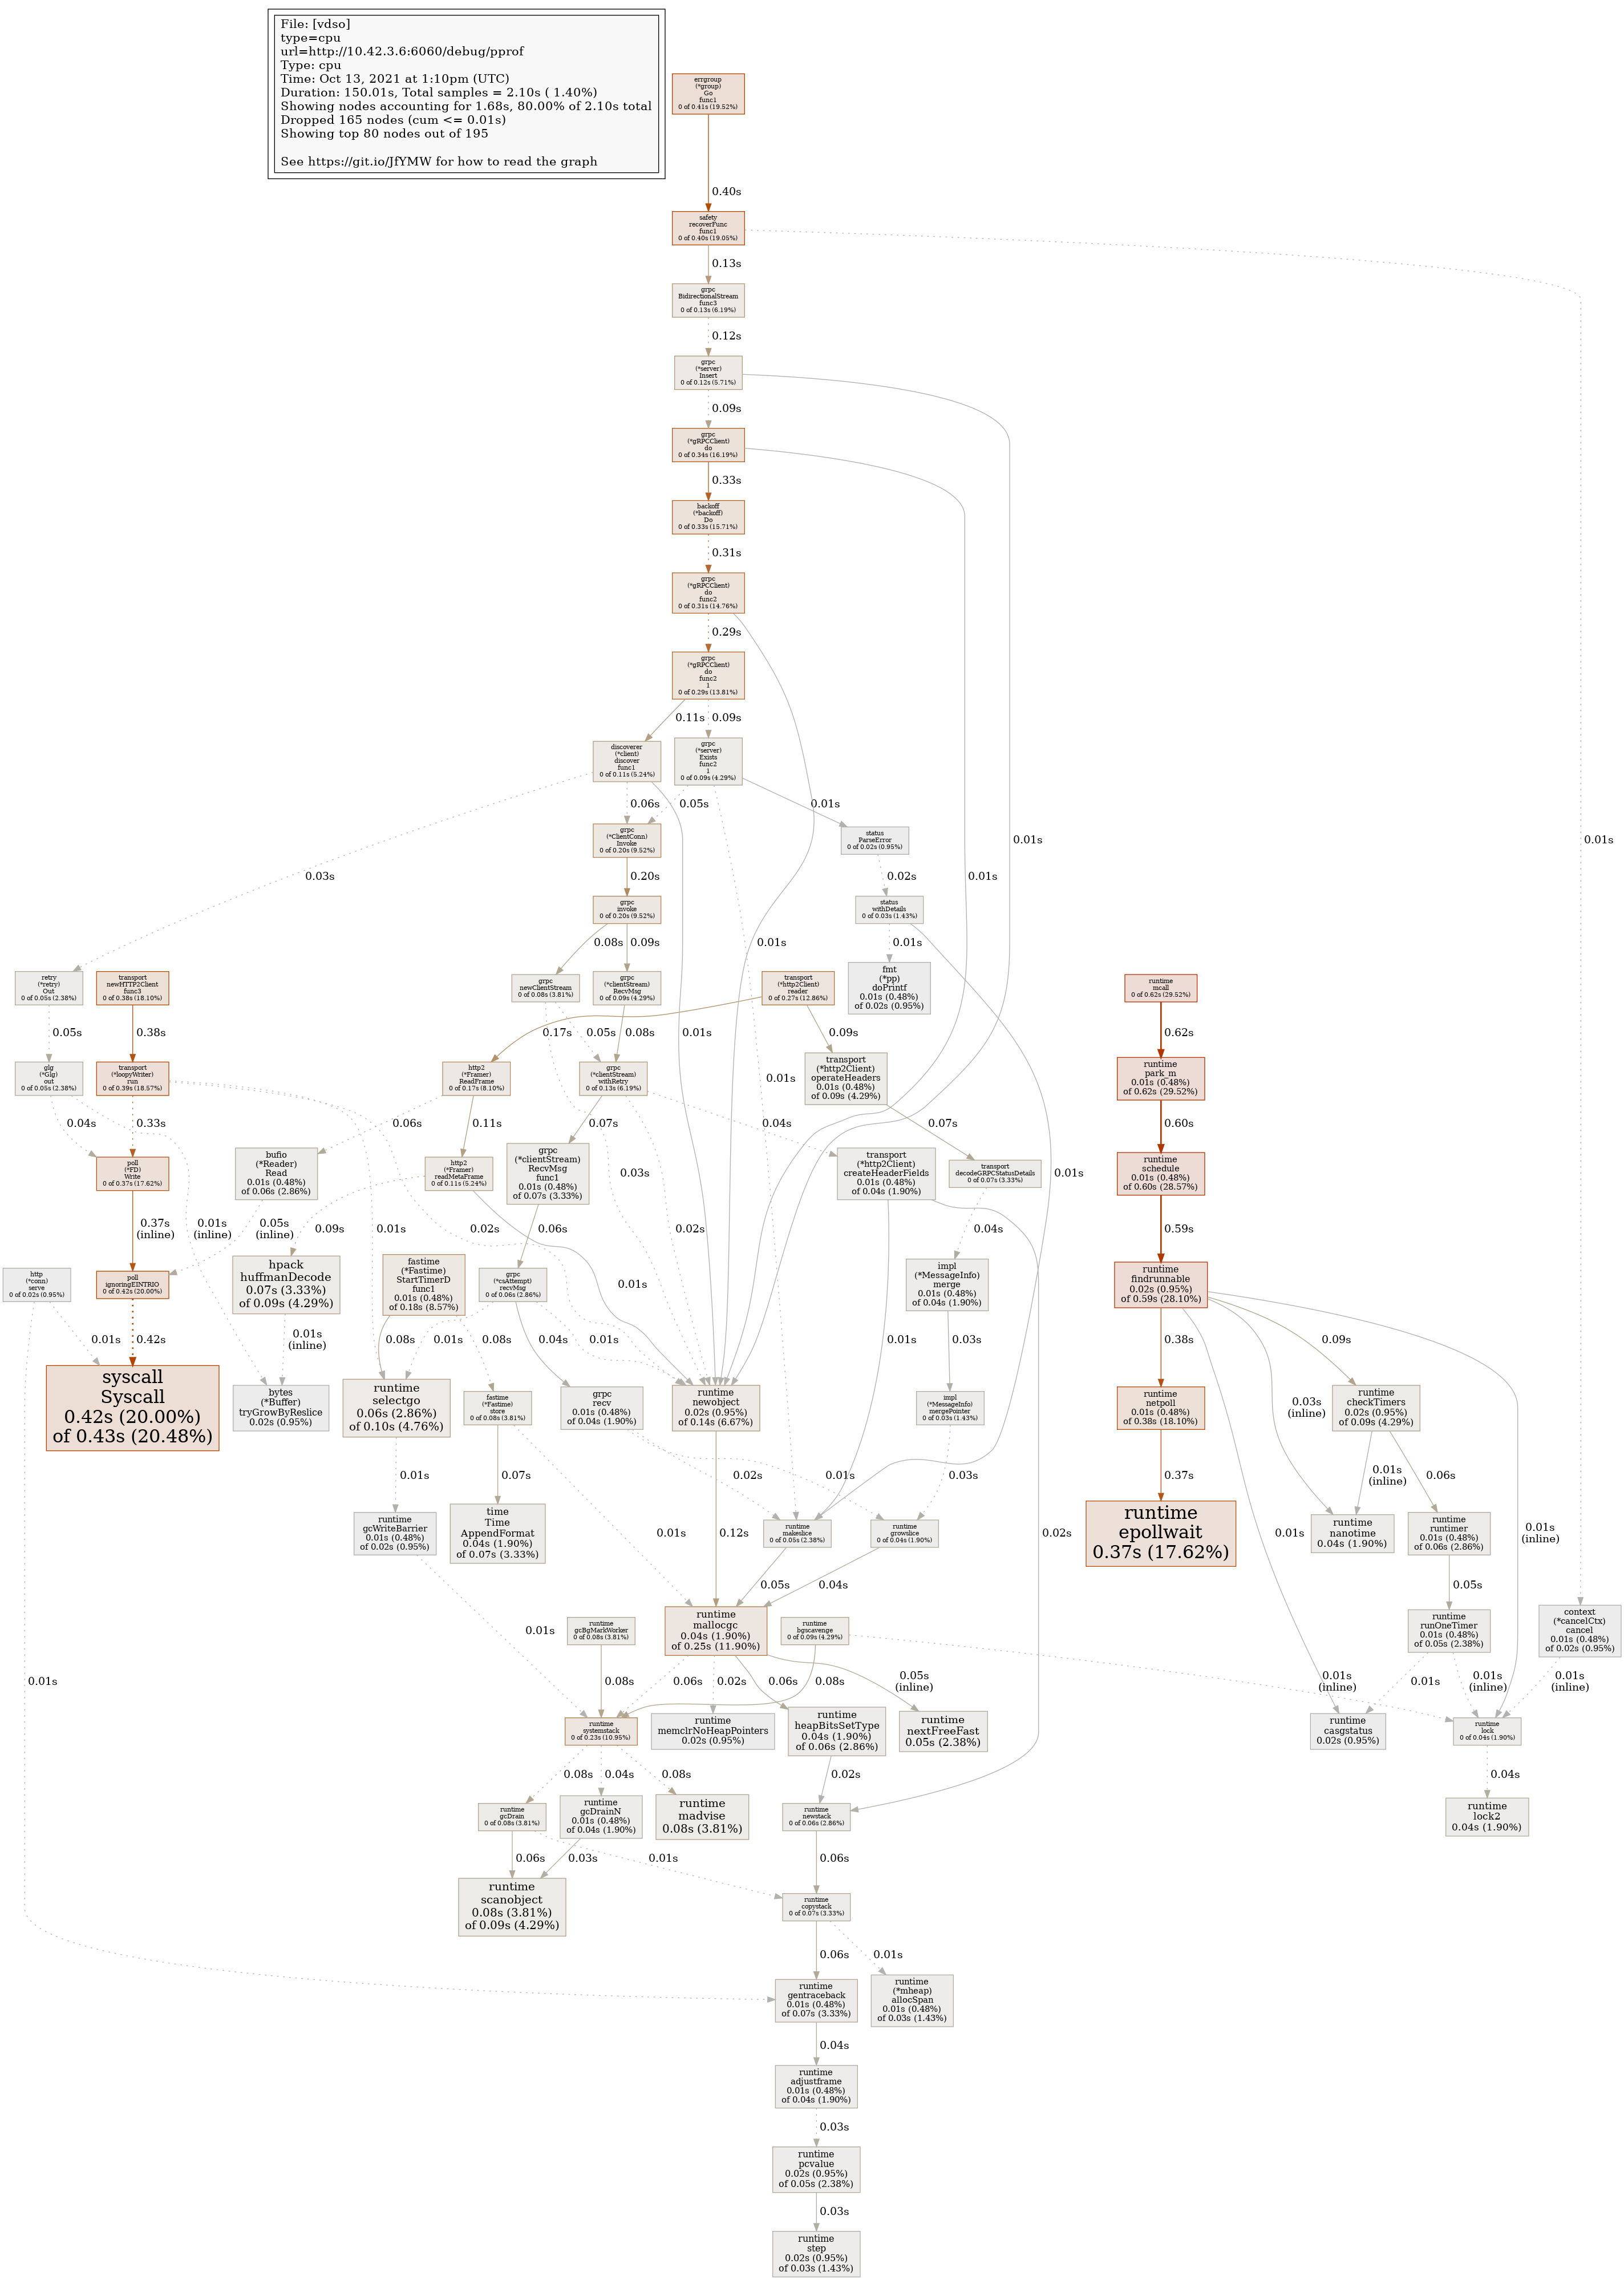 File: [vdso]
type=cpu
url=http://10.42.3.6:6060/debug/pprof
Type: cpu
Time: Oct 13, 2021 at 1:10pm (UTC)
Duration: 150.01s, Total samples = 2.10s ( 1.40%)
Showing nodes accounting for 1.68s, 80.00% of 2.10s total
Dropped 165 nodes (cum <= 0.01s)
Showing top 80 nodes out of 195
See https://git.io/JfYMW for how to read the graph
errgroup
(*group)
Go
func1
0 of 0.41s (19.52%)
0.40s
safety
recoverFunc
func1
0 of 0.40s (19.05%)
0.13s
grpc
BidirectionalStream
func3
0 of 0.13s (6.19%)
0.12s
grpc
(*server)
Insert
0 of 0.12s (5.71%)
0.09s
grpc
(*gRPCClient)
do
0 of 0.34s (16.19%)
0.33s
backoff
(*backoff)
Do
0 of 0.33s (15.71%)
0.31s
grpc
(*gRPCClient)
do
func2
0 of 0.31s (14.76%)
0.29s
grpc
(*gRPCClient)
do
func2
1
0 of 0.29s (13.81%)
0.11s
0.09s
discoverer
(*client)
discover
func1
0 of 0.11s (5.24%)
grpc
(*server)
Exists
func2
1
0 of 0.09s (4.29%)
0.06s
0.05s
0.01s
grpc
(*ClientConn)
Invoke
0 of 0.20s (9.52%)
status
ParseError
0 of 0.02s (0.95%)
0.01s
0.01s
0.03s
0.20s
0.01s
0.02s
grpc
invoke
0 of 0.20s (9.52%)
status
withDetails
0 of 0.03s (1.43%)
0.08s
0.09s
0.01s
0.01s
retry
(*retry)
Out
0 of 0.05s (2.38%)
transport
newHTTP2Client
func3
0 of 0.38s (18.10%)
grpc
newClientStream
0 of 0.08s (3.81%)
grpc
(*clientStream)
RecvMsg
0 of 0.09s (4.29%)
transport
(*http2Client)
reader
0 of 0.27s (12.86%)
fmt
(*pp)
doPrintf
0.01s (0.48%)
of 0.02s (0.95%)
runtime
mcall
0 of 0.62s (29.52%)
0.05s
0.38s
0.17s
0.05s
0.08s
0.01s
0.09s
0.62s
glg
(*Glg)
out
0 of 0.05s (2.38%)
transport
(*loopyWriter)
run
0 of 0.39s (18.57%)
http2
(*Framer)
ReadFrame
0 of 0.17s (8.10%)
grpc
(*clientStream)
withRetry
0 of 0.13s (6.19%)
0.01s
transport
(*http2Client)
operateHeaders
0.01s (0.48%)
of 0.09s (4.29%)
runtime
park_m
0.01s (0.48%)
of 0.62s (29.52%)
0.04s
0.33s
0.06s
0.11s
0.07s
0.04s
0.07s
0.60s
poll
(*FD)
Write
0 of 0.37s (17.62%)
bufio
(*Reader)
Read
0.01s (0.48%)
of 0.06s (2.86%)
http2
(*Framer)
readMetaFrame
0 of 0.11s (5.24%)
grpc
(*clientStream)
RecvMsg
func1
0.01s (0.48%)
of 0.07s (3.33%)
0.03s
transport
(*http2Client)
createHeaderFields
0.01s (0.48%)
of 0.04s (1.90%)
transport
decodeGRPCStatusDetails
0 of 0.07s (3.33%)
0.01s
runtime
schedule
0.01s (0.48%)
of 0.60s (28.57%)
0.37s
(inline)
0.01s
(inline)
0.05s
(inline)
0.09s
0.01s
0.02s
0.06s
0.02s
0.04s
0.59s
http
(*conn)
serve
0 of 0.02s (0.95%)
poll
ignoringEINTRIO
0 of 0.42s (20.00%)
hpack
huffmanDecode
0.07s (3.33%)
of 0.09s (4.29%)
fastime
(*Fastime)
StartTimerD
func1
0.01s (0.48%)
of 0.18s (8.57%)
grpc
(*csAttempt)
recvMsg
0 of 0.06s (2.86%)
0.01s
impl
(*MessageInfo)
merge
0.01s (0.48%)
of 0.04s (1.90%)
runtime
findrunnable
0.02s (0.95%)
of 0.59s (28.10%)
0.01s
0.42s
0.01s
(inline)
0.08s
0.01s
0.08s
0.04s
0.01s
0.01s
0.03s
0.38s
0.09s
syscall
Syscall
0.42s (20.00%)
of 0.43s (20.48%)
bytes
(*Buffer)
tryGrowByReslice
0.02s (0.95%)
runtime
selectgo
0.06s (2.86%)
of 0.10s (4.76%)
fastime
(*Fastime)
store
0 of 0.08s (3.81%)
grpc
recv
0.01s (0.48%)
of 0.04s (1.90%)
runtime
newobject
0.02s (0.95%)
of 0.14s (6.67%)
impl
(*MessageInfo)
mergePointer
0 of 0.03s (1.43%)
runtime
netpoll
0.01s (0.48%)
of 0.38s (18.10%)
0.03s
(inline)
runtime
checkTimers
0.02s (0.95%)
of 0.09s (4.29%)
0.01s
0.07s
0.02s
0.01s
0.03s
0.37s
0.01s
(inline)
0.06s
runtime
gcWriteBarrier
0.01s (0.48%)
of 0.02s (0.95%)
time
Time
AppendFormat
0.04s (1.90%)
of 0.07s (3.33%)
0.01s
0.12s
runtime
makeslice
0 of 0.05s (2.38%)
runtime
growslice
0 of 0.04s (1.90%)
0.02s
runtime
epollwait
0.37s (17.62%)
0.01s
runtime
nanotime
0.04s (1.90%)
runtime
runtimer
0.01s (0.48%)
of 0.06s (2.86%)
0.01s
(inline)
0.05s
0.04s
0.05s
0.01s
runtime
gcBgMarkWorker
0 of 0.08s (3.81%)
runtime
mallocgc
0.04s (1.90%)
of 0.25s (11.90%)
runtime
bgscavenge
0 of 0.09s (4.29%)
runtime
runOneTimer
0.01s (0.48%)
of 0.05s (2.38%)
context
(*cancelCtx)
cancel
0.01s (0.48%)
of 0.02s (0.95%)
0.01s
0.08s
0.06s
0.02s
0.06s
0.08s
0.05s
(inline)
0.01s
(inline)
0.01s
0.01s
(inline)
0.01s
(inline)
runtime
systemstack
0 of 0.23s (10.95%)
runtime
memclrNoHeapPointers
0.02s (0.95%)
runtime
heapBitsSetType
0.04s (1.90%)
of 0.06s (2.86%)
runtime
nextFreeFast
0.05s (2.38%)
runtime
casgstatus
0.02s (0.95%)
runtime
lock
0 of 0.04s (1.90%)
0.08s
0.04s
0.08s
0.02s
0.04s
runtime
gcDrain
0 of 0.08s (3.81%)
runtime
gcDrainN
0.01s (0.48%)
of 0.04s (1.90%)
runtime
madvise
0.08s (3.81%)
runtime
newstack
0 of 0.06s (2.86%)
runtime
lock2
0.04s (1.90%)
0.06s
0.03s
0.01s
0.06s
runtime
scanobject
0.08s (3.81%)
of 0.09s (4.29%)
runtime
copystack
0 of 0.07s (3.33%)
0.06s
0.01s
runtime
gentraceback
0.01s (0.48%)
of 0.07s (3.33%)
runtime
(*mheap)
allocSpan
0.01s (0.48%)
of 0.03s (1.43%)
0.04s
runtime
adjustframe
0.01s (0.48%)
of 0.04s (1.90%)
0.03s
runtime
pcvalue
0.02s (0.95%)
of 0.05s (2.38%)
0.03s
runtime
step
0.02s (0.95%)
of 0.03s (1.43%)